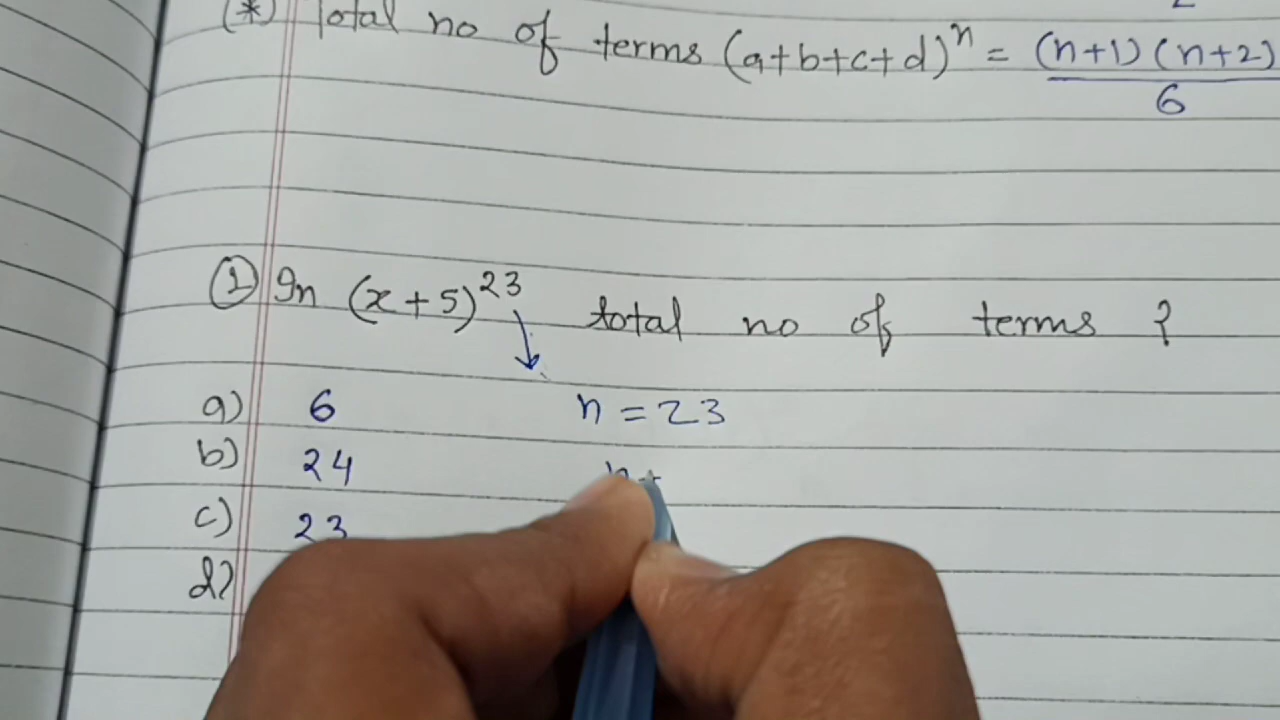 (*) Total no of terms (a+b+c+d)^n = (n+1)(n+2)
6
① In (x+5)^23 total no of terms ?
a) 6 n = 23
b) 24 n+
c) 23
d)